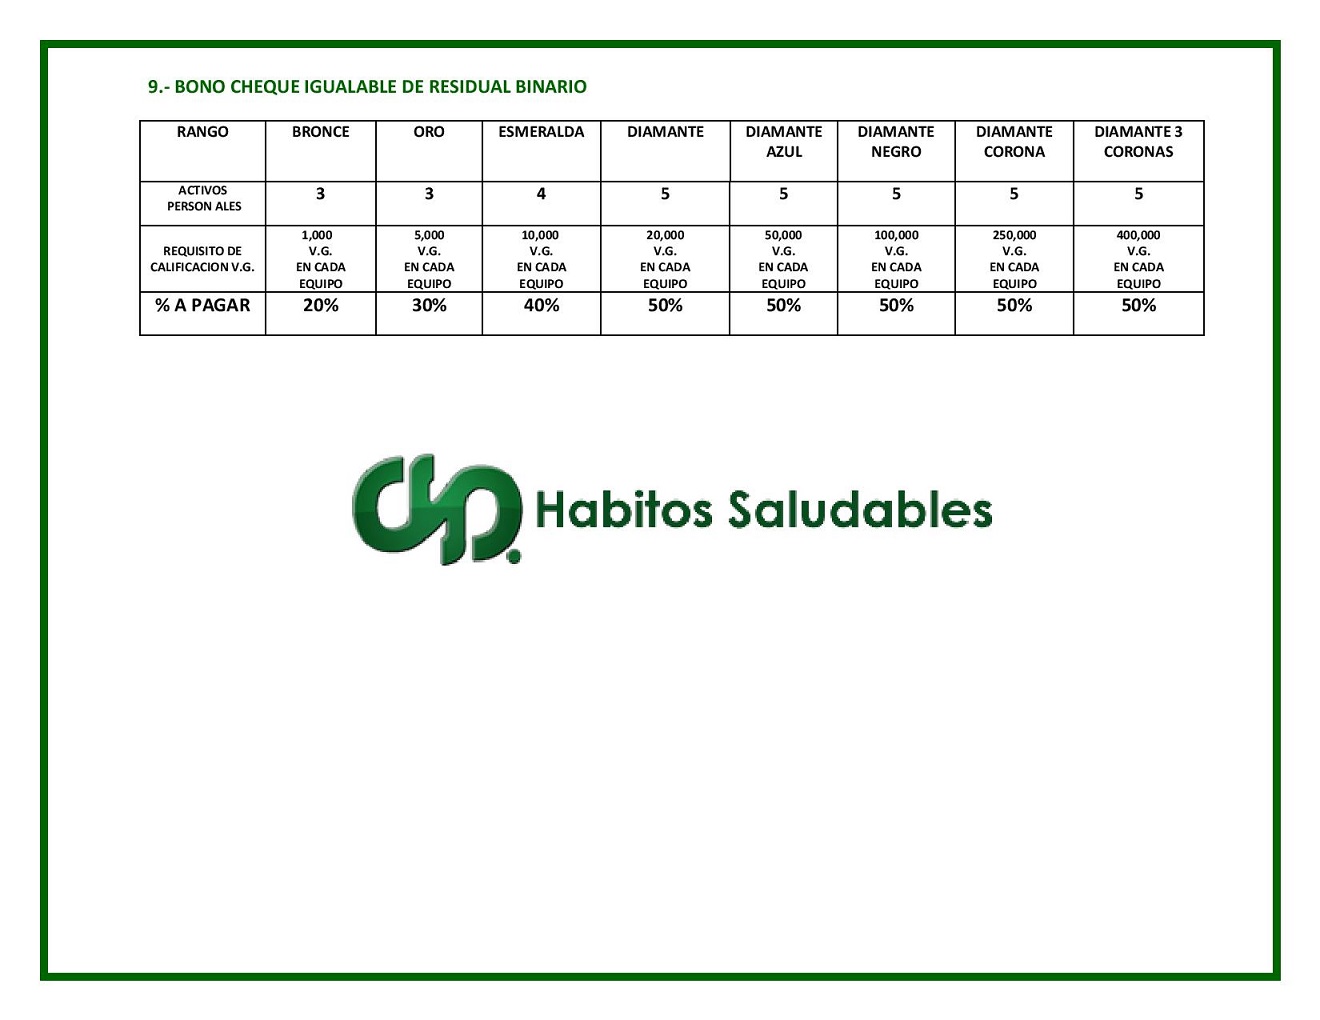 9.- BONO CHEQUE IGUALABLE DE RESIDUAL BINARIO
RANGO BRONCE ORO ESMERALDA DIAMANTE DIAMANTE AZUL DIAMANTE NEGRO DIAMANTE CORONA DIAMANTE 3 CORONAS
ACTIVOS PERSON ALES 3 3 4 5 5 5 5 5
REQUISITO DE CALIFICACION V.G. 1,000 V.G. EN CADA EQUIPO 5,000 V.G. EN CADA EQUIPO 10,000 V.G. EN CADA EQUIPO 20,000 V.G. EN CADA EQUIPO 50,000 V.G. EN CADA EQUIPO 100,000 V.G. EN CADA EQUIPO 250,000 V.G. EN CADA EQUIPO 400,000 V.G. EN CADA EQUIPO
% A PAGAR 20% 30% 40% 50% 50% 50% 50% 50%
Habitos Saludables